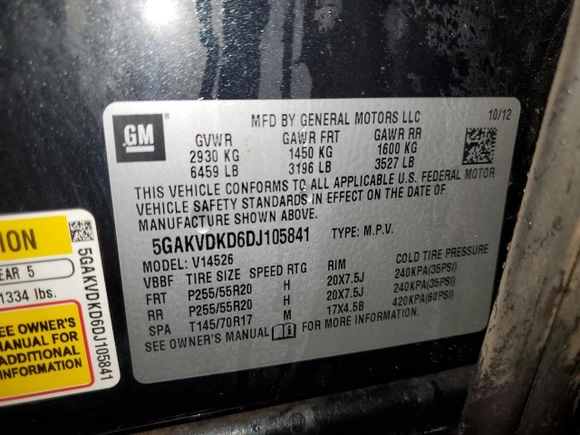 GM
MFD BY GENERAL MOTORS LLC 10/12
GVWR GAWR FRT GAWR RR
2930 KG 1450 KG 1600 KG
6459 LB 3196 LB 3527 LB
THIS VEHICLE CONFORMS TO ALL APPLICABLE U.S. FEDERAL MOTOR
VEHICLE SAFETY STANDARDS IN EFFECT ON THE DATE OF
MANUFACTURE SHOWN ABOVE.
5GAKVDKD6DJ105841 TYPE: M.P.V.
MODEL: V14526
VBBF TIRE SIZE SPEED RTG RIM COLD TIRE PRESSURE
FRT P255/55R20 H 20X7.5J 240KPA(35PSI)
RR P255/55R20 H 20X7.5J 240KPA(35PSI)
SPA T145/70R17 M 17X4.5B 420KPA(60PSI)
SEE OWNER'S MANUAL FOR MORE INFORMATION.
TION
EAR 5
1334 lbs.
SEE OWNER'S
MANUAL FOR
ADDITIONAL
INFORMATION
5GAKVDKD6DJ105841